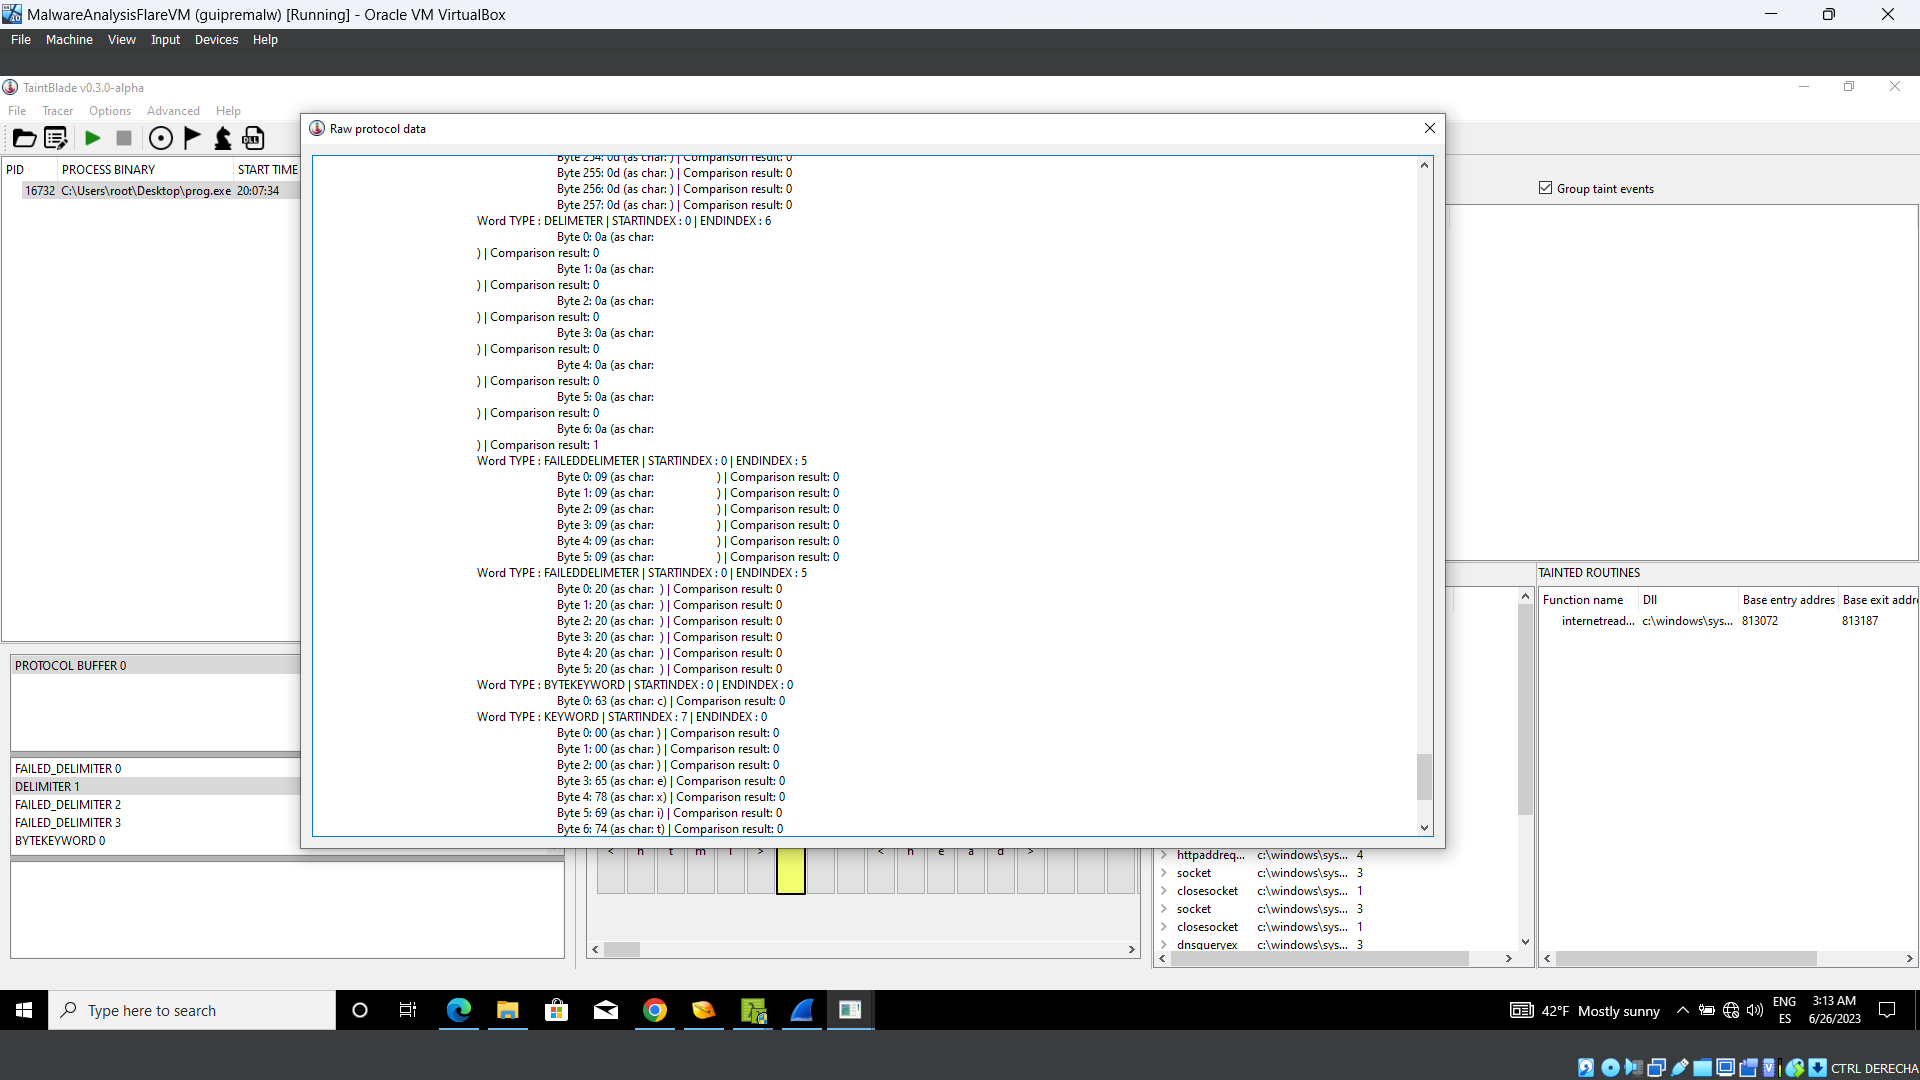 MalwareAnalysisFlareVM (guipremalw) [Running] - Oracle VM VirtualBox
File Machine View Input Devices Help
TaintBlade v0.3.0-alpha
File Tracer Options Advanced Help
Raw protocol data
PID PROCESS BINARY START TIME
16732 C:\Users\root\Desktop\prog.exe 20:07:34
Group taint events
Byte 254: 0d (as char: ) | Comparison result: 0
Byte 255: 0d (as char: ) | Comparison result: 0
Byte 256: 0d (as char: ) | Comparison result: 0
Byte 257: 0d (as char: ) | Comparison result: 0
Word TYPE : DELIMETER | STARTINDEX : 0 | ENDINDEX : 6
Byte 0: 0a (as char:
) | Comparison result: 0
Byte 1: 0a (as char:
) | Comparison result: 0
Byte 2: 0a (as char:
) | Comparison result: 0
Byte 3: 0a (as char:
) | Comparison result: 0
Byte 4: 0a (as char:
) | Comparison result: 0
Byte 5: 0a (as char:
) | Comparison result: 0
Byte 6: 0a (as char:
) | Comparison result: 1
Word TYPE : FAILEDDELIMETER | STARTINDEX : 0 | ENDINDEX : 5
Byte 0: 09 (as char: ) | Comparison result: 0
Byte 1: 09 (as char: ) | Comparison result: 0
Byte 2: 09 (as char: ) | Comparison result: 0
Byte 3: 09 (as char: ) | Comparison result: 0
Byte 4: 09 (as char: ) | Comparison result: 0
Byte 5: 09 (as char: ) | Comparison result: 0
Word TYPE : FAILEDDELIMETER | STARTINDEX : 0 | ENDINDEX : 5
Byte 0: 20 (as char: ) | Comparison result: 0
Byte 1: 20 (as char: ) | Comparison result: 0
Byte 2: 20 (as char: ) | Comparison result: 0
Byte 3: 20 (as char: ) | Comparison result: 0
Byte 4: 20 (as char: ) | Comparison result: 0
Byte 5: 20 (as char: ) | Comparison result: 0
Word TYPE : BYTEKEYWORD | STARTINDEX : 0 | ENDINDEX : 0
Byte 0: 63 (as char: c) | Comparison result: 0
Word TYPE : KEYWORD | STARTINDEX : 7 | ENDINDEX : 0
Byte 0: 00 (as char: ) | Comparison result: 0
Byte 1: 00 (as char: ) | Comparison result: 0
Byte 2: 00 (as char: ) | Comparison result: 0
Byte 3: 65 (as char: e) | Comparison result: 0
Byte 4: 78 (as char: x) | Comparison result: 0
Byte 5: 69 (as char: i) | Comparison result: 0
Byte 6: 74 (as char: t) | Comparison result: 0
TAINTED ROUTINES
Function name Dll Base entry addres Base exit addr
internetread... c:\windows\sys... 813072 813187
PROTOCOL BUFFER 0
FAILED_DELIMITER 0
DELIMITER 1
FAILED_DELIMITER 2
FAILED_DELIMITER 3
BYTEKEYWORD 0
< h t m l > < h e a d >
httpaddreq... c:\windows\sys... 4
socket c:\windows\sys... 3
closesocket c:\windows\sys... 1
socket c:\windows\sys... 3
closesocket c:\windows\sys... 1
dnsqueryex c:\windows\sys... 3
Type here to search
42°F Mostly sunny
ENG
ES
3:13 AM
6/26/2023
CTRL DERECHA